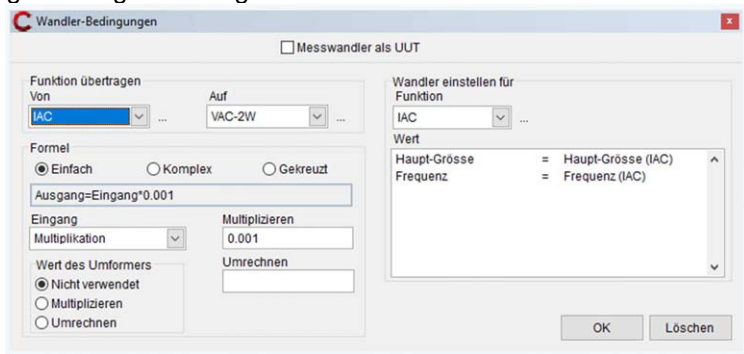 Wandler-Bedingungen
Messwandler als UUT
Funktion übertragen
Von
Auf
IAC
...
VAC-2W
...
Formel
Einfach
Komplex
Gekreuzt
Ausgang=Eingang*0.001
Eingang
Multiplizieren
Multiplikation
0.001
Wert des Umformers
Umrechnen
Nicht verwendet
Multiplizieren
Umrechnen
Wandler einstellen für
Funktion
IAC
...
Wert
Haupt-Grösse = Haupt-Grösse (IAC)
Frequenz = Frequenz (IAC)
OK
Löschen